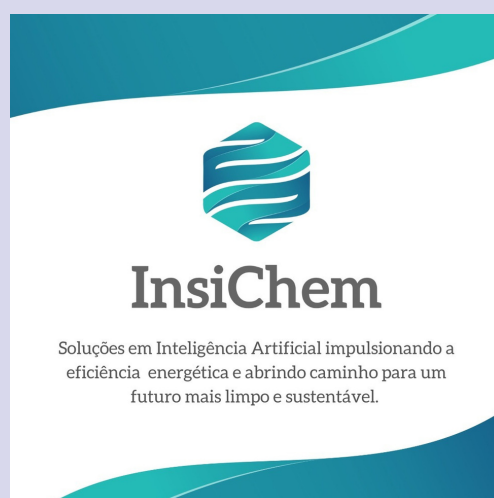 InsiChem
Soluções em Inteligência Artificial impulsionando a
eficiência energética e abrindo caminho para um
futuro mais limpo e sustentável.